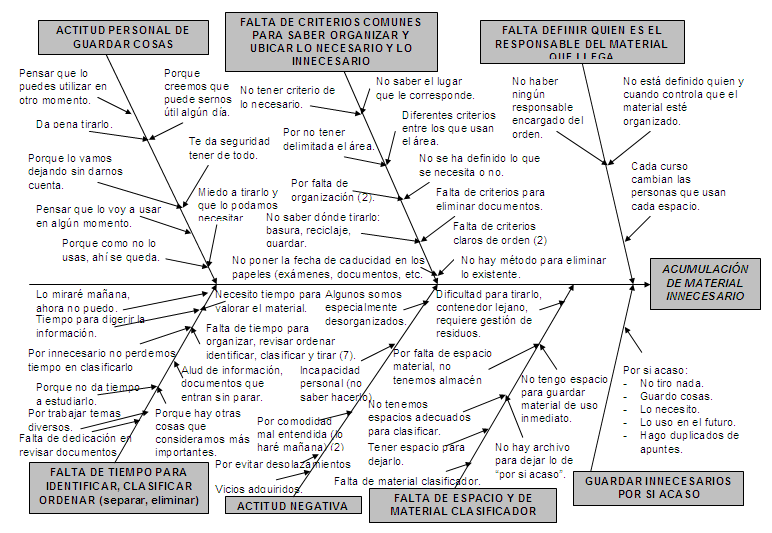 ACTITUD PERSONAL DE
GUARDAR COSAS
FALTA DE CRITERIOS COMUNES
PARA SABER ORGANIZAR Y
UBICAR LO NECESARIO Y LO
INNECESARIO
FALTA DEFINIR QUIEN ES EL
RESPONSABLE DEL MATERIAL
QUE LLEGA
Pensar que lo
puedes utilizar en
otro momento.
Porque
creemos que
puede sernos
útil algún día.
Da pena tirarlo.
Te da seguridad
tener de todo.
Porque lo vamos
dejando sin darnos
cuenta.
Miedo a tirarlo y
que lo podamos
necesitar
Pensar que lo voy a usar
en algún momento.
Porque como no lo
usas, ahí se queda.
No tener criterio de
lo necesario.
No saber el lugar
que le corresponde.
Por no tener
delimitada el área.
Diferentes criterios
entre los que usan
el área.
No se ha definido lo que
se necesita o no.
Por falta de
organización (2).
Falta de criterios para
eliminar documentos.
No saber dónde tirarlo:
basura, reciclaje,
guardar.
Falta de criterios
claros de orden (2)
No poner la fecha de caducidad en los
papeles (exámenes, documentos, etc.
No hay método para eliminar
lo existente.
No haber
ningún
responsable
encargado del
orden.
No está definido quien y
cuando controla que el
material esté
organizado.
Cada curso
cambian las
personas que usan
cada espacio.
ACUMULACIÓN
DE MATERIAL
INNECESARIO
Lo miraré mañana,
ahora no puedo.
Tiempo para digerir la
información.
Necesito tiempo para
valorar el material.
Falta de tiempo para
organizar, revisar ordenar
identificar, clasificar y tirar (7).
Por innecesario no perdemos
tiempo en clasificarlo
Alud de información,
documentos que
entran sin parar.
Porque no da tiempo
a estudiarlo.
Por trabajar temas
diversos.
Porque hay otras
cosas que
consideramos más
importantes.
Falta de dedicación en
revisar documentos
FALTA DE TIEMPO PARA
IDENTIFICAR, CLASIFICAR
ORDENAR (separar, eliminar)
Algunos somos
especialmente
desorganizados.
Incapacidad
personal (no
saber hacerlo).
Por comodidad
mal entendida (lo
haré mañana) (2)
Por evitar desplazamientos
Vicios adquiridos.
ACTITUD NEGATIVA
Dificultad para tirarlo,
contenedor lejano,
requiere gestión de
residuos.
Por falta de espacio
material, no
tenemos almacén
No tengo espacio
para guardar
material de uso
inmediato.
No tenemos
espacios adecuados
para clasificar.
Tener espacio para
dejarlo.
No hay archivo
para dejar lo de
“por si acaso”.
Falta de material clasificador.
FALTA DE ESPACIO Y DE
MATERIAL CLASIFICADOR
Por si acaso:
- No tiro nada.
- Guardo cosas.
- Lo necesito.
- Lo uso en el futuro.
- Hago duplicados de
apuntes.
GUARDAR INNECESARIOS
POR SI ACASO